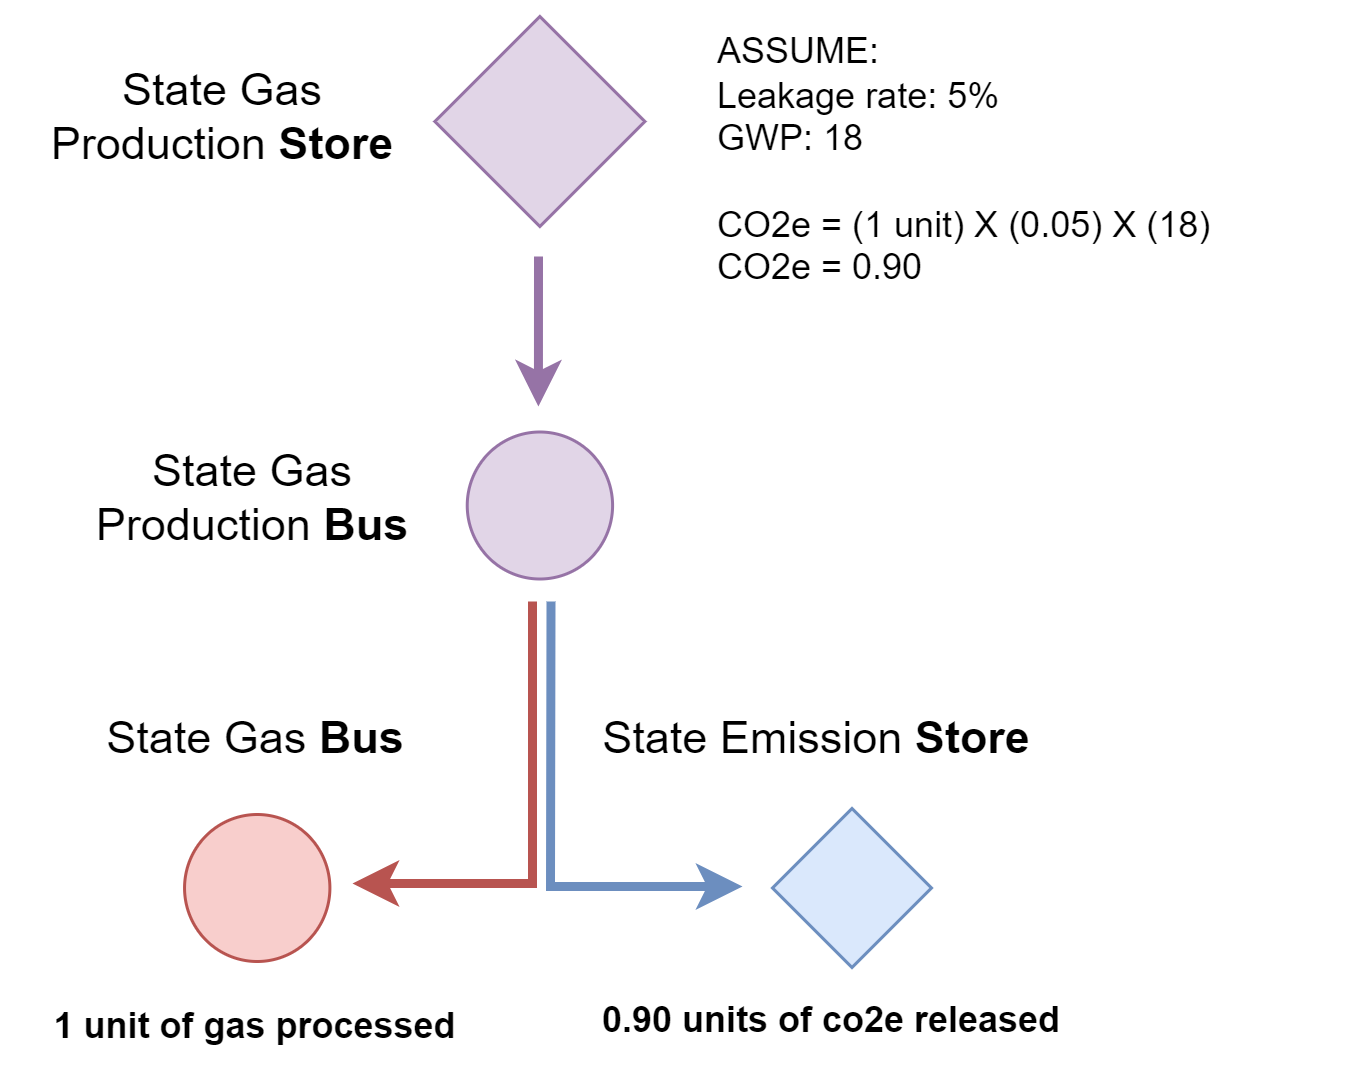 State Gas
Production Store
ASSUME:
Leakage rate: 5%
GWP: 18
CO2e = (1 unit) X (0.05) X (18)
CO2e = 0.90
State Gas
Production Bus
State Gas Bus
State Emission Store
1 unit of gas processed
0.90 units of co2e released